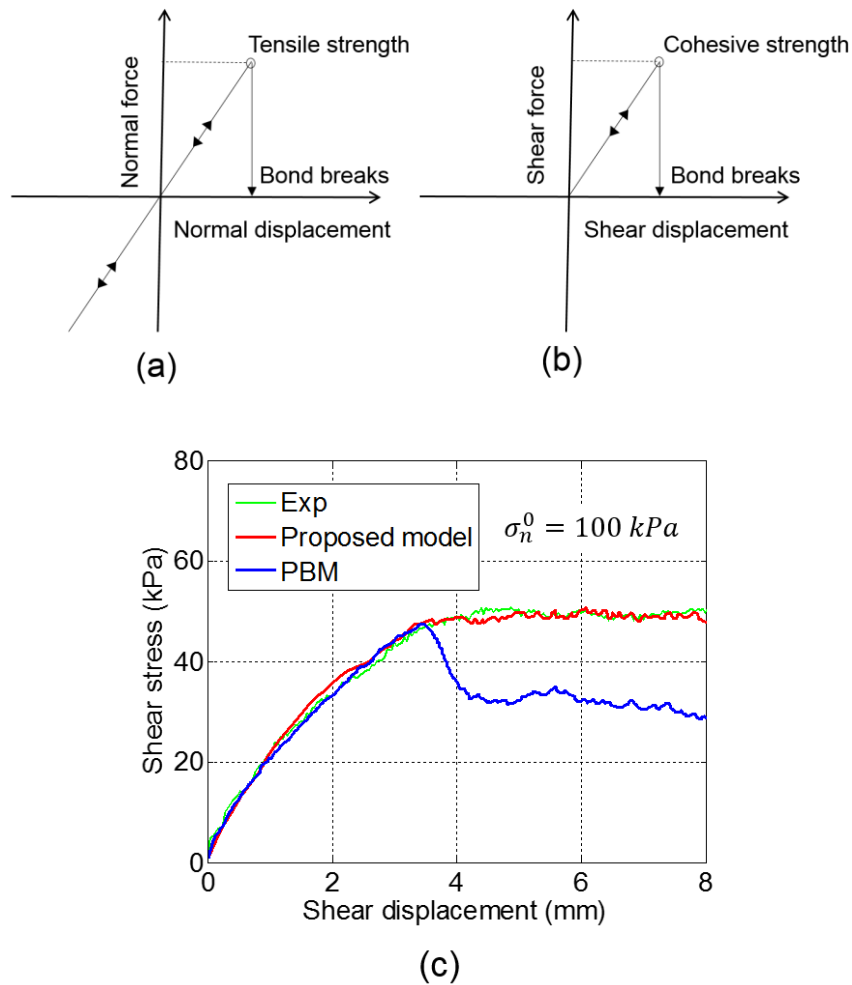 Tensile strength
Normal force
Bond breaks
Normal displacement
(a)
Cohesive strength
Shear force
Bond breaks
Shear displacement
(b)
80
60
40
20
0
Shear stress (kPa)
Exp
Proposed model
PBM
σₙ⁰ = 100 kPa
0 2 4 6 8
Shear displacement (mm)
(c)